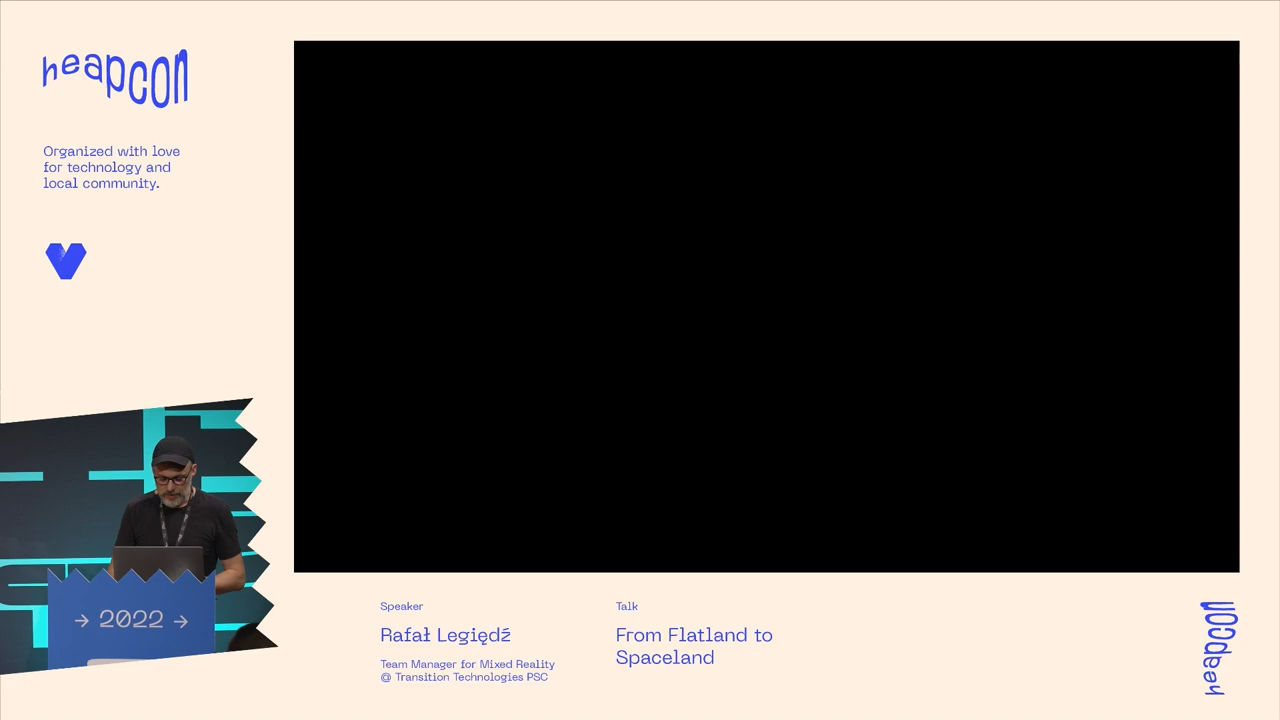 heapcon
Organized with love
for technology and
local community.
→ 2022 →
Speaker
Rafał Legiędź
Team Manager for Mixed Reality
@ Transition Technologies PSC
Talk
From Flatland to
Spaceland
heapcon